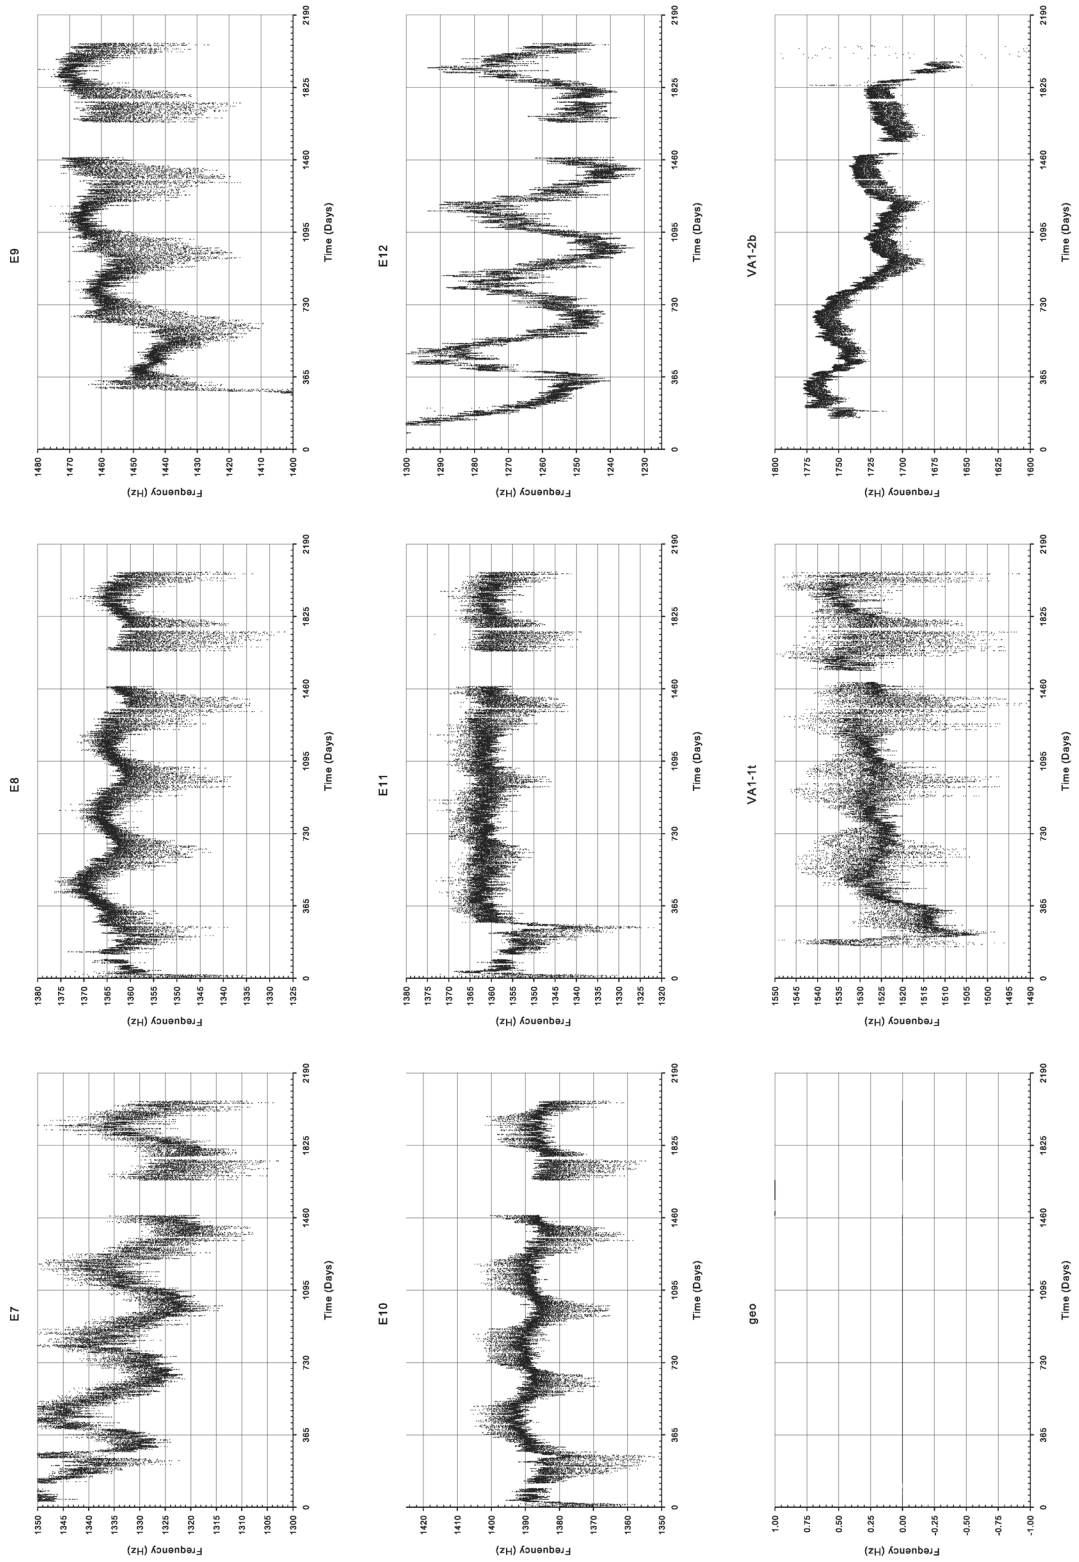 E7
Frequency (Hz)
1350
1345
1340
1335
1330
1325
1320
1315
1310
1305
1300
0 365 730 1095 1460 1825 2190
Time (Days)
E8
Frequency (Hz)
1380
1375
1370
1365
1360
1355
1350
1345
1340
1335
1330
1325
0 365 730 1095 1460 1825 2190
Time (Days)
E9
Frequency (Hz)
1480
1470
1460
1450
1440
1430
1420
1410
1400
0 365 730 1095 1460 1825 2190
Time (Days)
E10
Frequency (Hz)
1420
1410
1400
1390
1380
1370
1360
1350
0 365 730 1095 1460 1825 2190
Time (Days)
E11
Frequency (Hz)
1380
1375
1370
1365
1360
1355
1350
1345
1340
1335
1330
1325
1320
0 365 730 1095 1460 1825 2190
Time (Days)
E12
Frequency (Hz)
1300
1290
1280
1270
1260
1250
1240
1230
0 365 730 1095 1460 1825 2190
Time (Days)
geo
Frequency (Hz)
1.00
0.75
0.50
0.25
0.00
-0.25
-0.50
-0.75
-1.00
0 365 730 1095 1460 1825 2190
Time (Days)
VA1-1t
Frequency (Hz)
1550
1545
1540
1535
1530
1525
1520
1515
1510
1505
1500
1495
1490
0 365 730 1095 1460 1825 2190
Time (Days)
VA1-2b
Frequency (Hz)
1800
1775
1750
1725
1700
1675
1650
1625
1600
0 365 730 1095 1460 1825 2190
Time (Days)